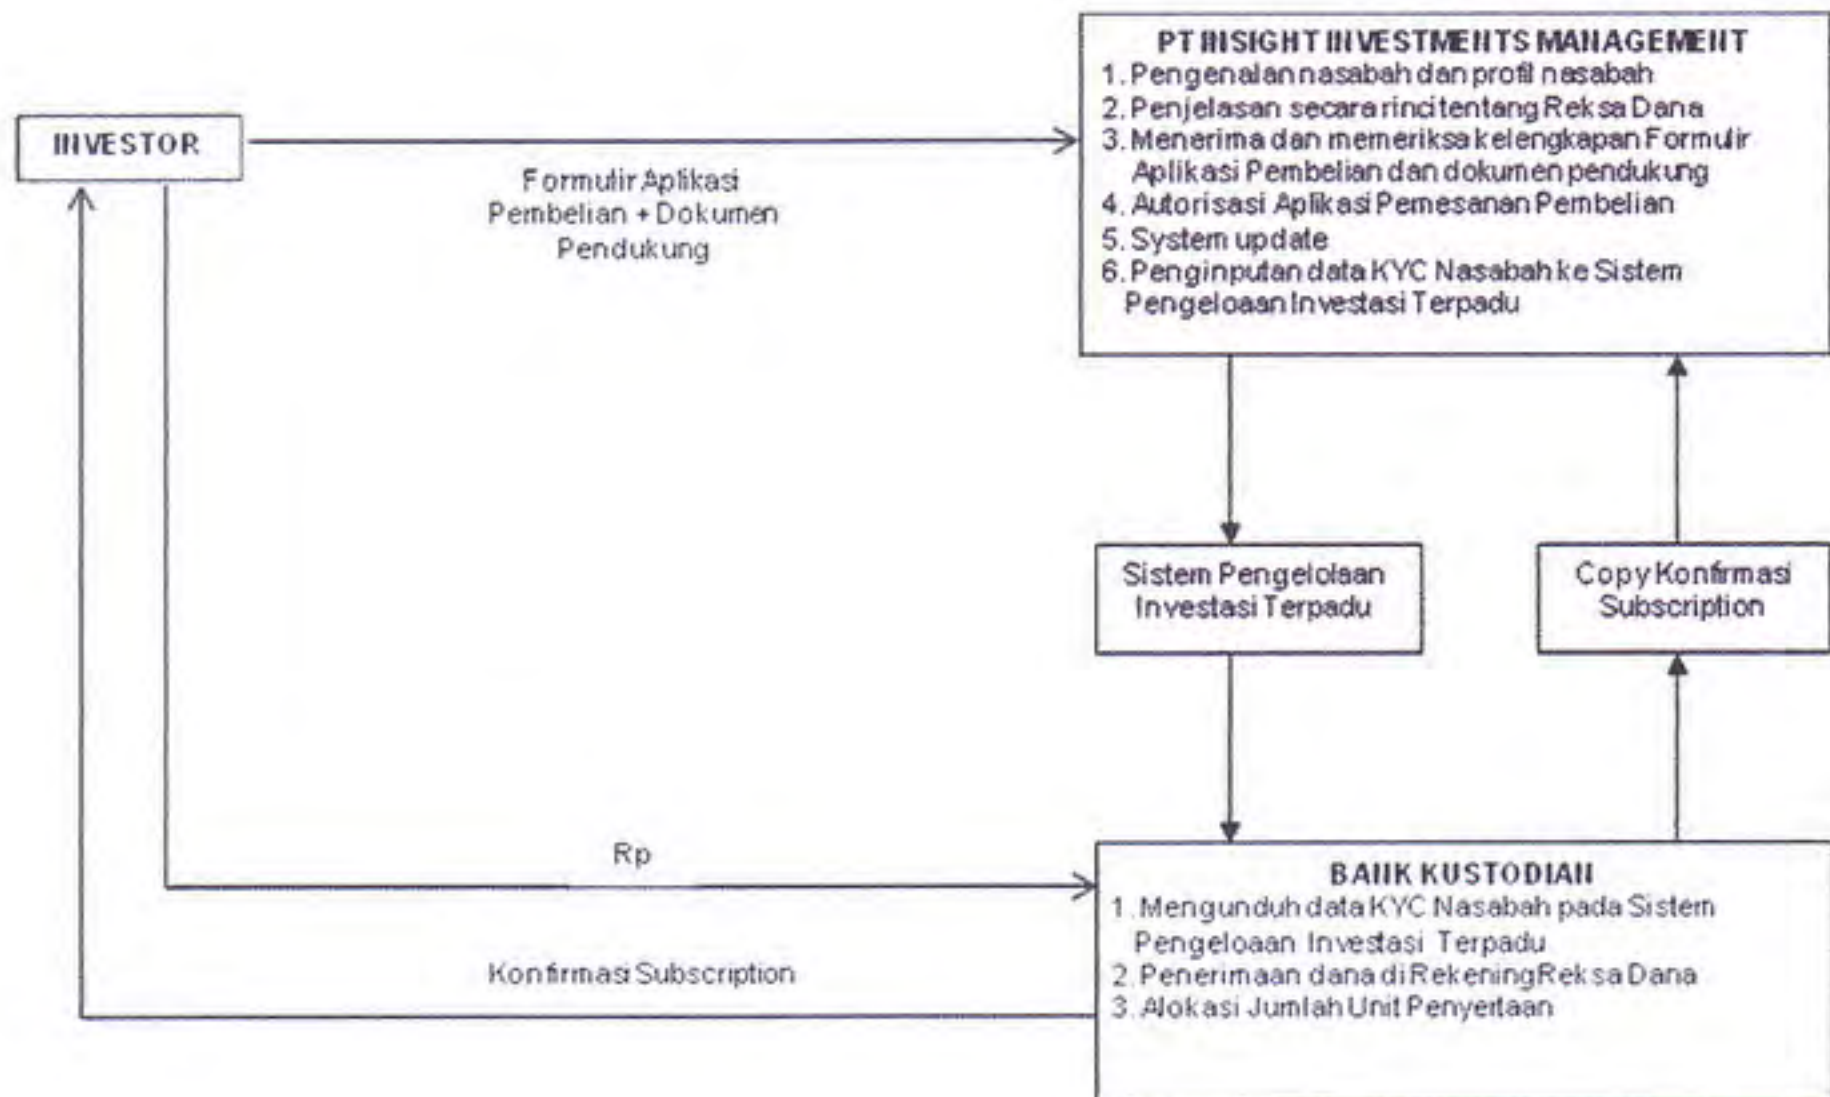 PT INSIGHT INVESTMENTS MANAGEMENT
1. Pengenalan nasabah dan profil nasabah
2. Penjelasan secara rinci tentang Reksa Dana
3. Menerima dan memeriksa kelengkapan Formulir
Aplikasi Pembelian dan dokumen pendukung
4. Autorisasi Aplikasi Pemesanan Pembelian
5. System update
6. Penginputan data KYC Nasabah ke Sistem
Pengeloaan Investasi Terpadu
INVESTOR
Formulir Aplikasi
Pembelian + Dokumen
Pendukung
Sistem Pengelolaan
Investasi Terpadu
Copy Konfirmasi
Subscription
Rp
Konfirmasi Subscription
BANK KUSTODIAN
1. Mengunduh data KYC Nasabah pada Sistem
Pengeloaan Investasi Terpadu
2. Penerimaan dana di Rekening Reksa Dana
3. Alokasi Jumlah Unit Penyertaan